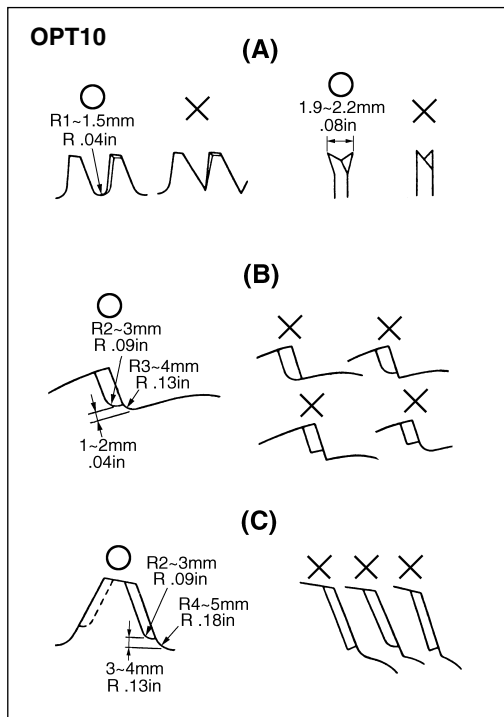 OPT10
(A)
R1~1.5mm
R .04in
1.9~2.2mm
.08in
(B)
R2~3mm
R .09in
R3~4mm
R .13in
1~2mm
.04in
(C)
R2~3mm
R .09in
R4~5mm
R .18in
3~4mm
R .13in